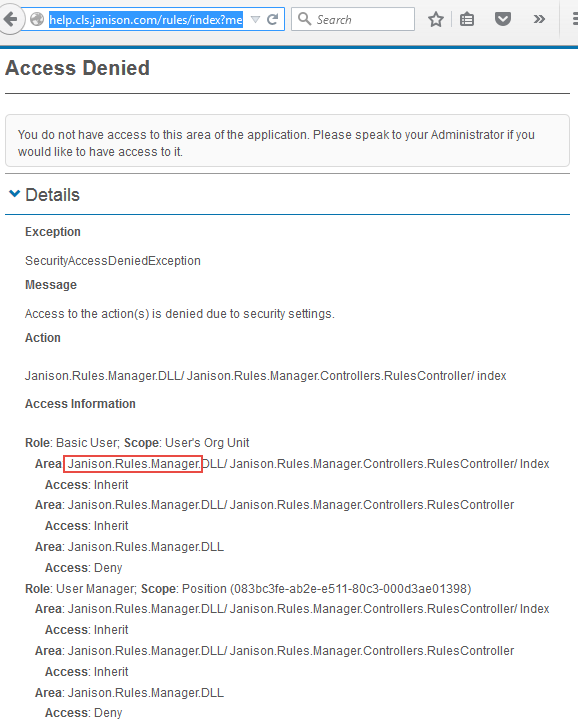 help.cls.janison.com/rules/index?me
Search
Access Denied
You do not have access to this area of the application. Please speak to your Administrator if you
would like to have access to it.
Details
Exception
SecurityAccessDeniedException
Message
Access to the action(s) is denied due to security settings.
Action
Janison.Rules.Manager.DLL/ Janison.Rules.Manager.Controllers.RulesController/ index
Access Information
Role: Basic User; Scope: User's Org Unit
Area: Janison.Rules.Manager.DLL/ Janison.Rules.Manager.Controllers.RulesController/ Index
Access: Inherit
Area: Janison.Rules.Manager.DLL/ Janison.Rules.Manager.Controllers.RulesController
Access: Inherit
Area: Janison.Rules.Manager.DLL
Access: Deny
Role: User Manager; Scope: Position (083bc3fe-ab2e-e511-80c3-000d3ae01398)
Area: Janison.Rules.Manager.DLL/ Janison.Rules.Manager.Controllers.RulesController/ Index
Access: Inherit
Area: Janison.Rules.Manager.DLL/ Janison.Rules.Manager.Controllers.RulesController
Access: Inherit
Area: Janison.Rules.Manager.DLL
Access: Deny